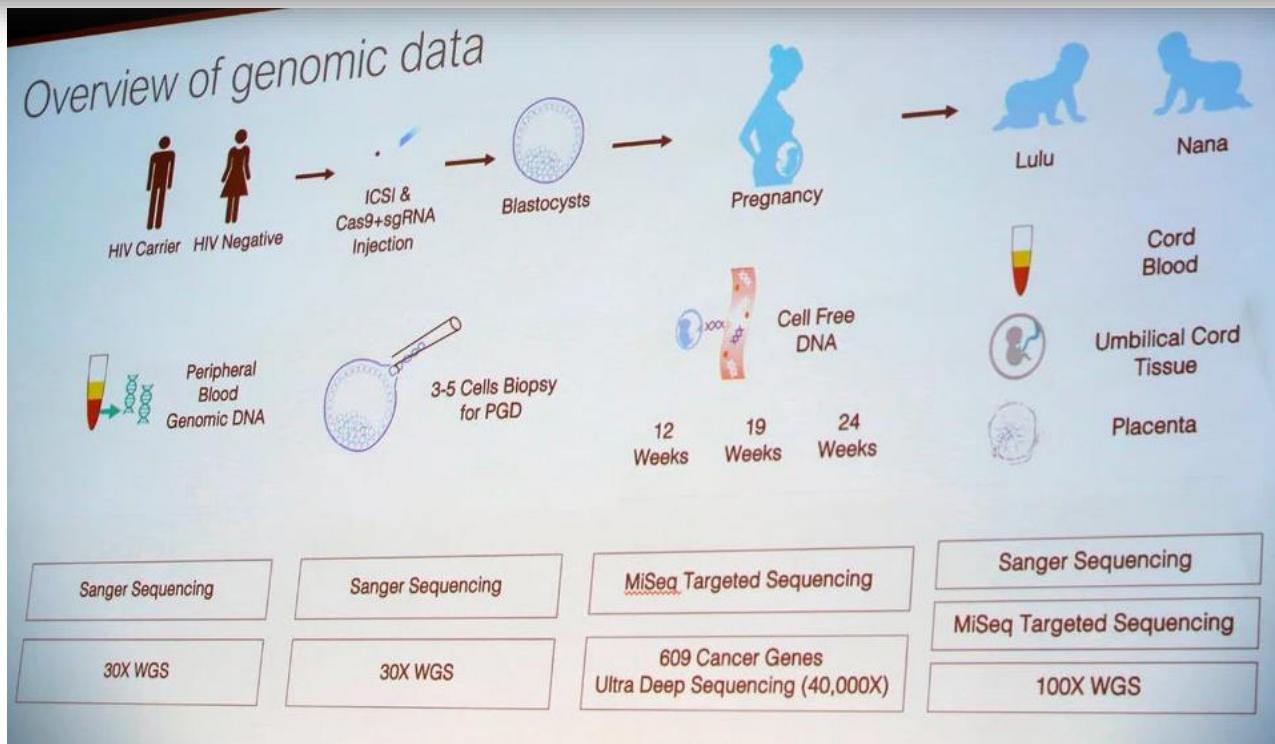 Overview of genomic data
HIV Carrier
HIV Negative
ICSI &
Cas9+sgRNA
Injection
Blastocysts
Pregnancy
Lulu
Nana
Peripheral
Blood
Genomic DNA
3-5 Cells Biopsy
for PGD
Cell Free
DNA
12
Weeks
19
Weeks
24
Weeks
Cord
Blood
Umbilical Cord
Tissue
Placenta
Sanger Sequencing
30X WGS
Sanger Sequencing
30X WGS
MiSeq Targeted Sequencing
609 Cancer Genes
Ultra Deep Sequencing (40,000X)
Sanger Sequencing
MiSeq Targeted Sequencing
100X WGS